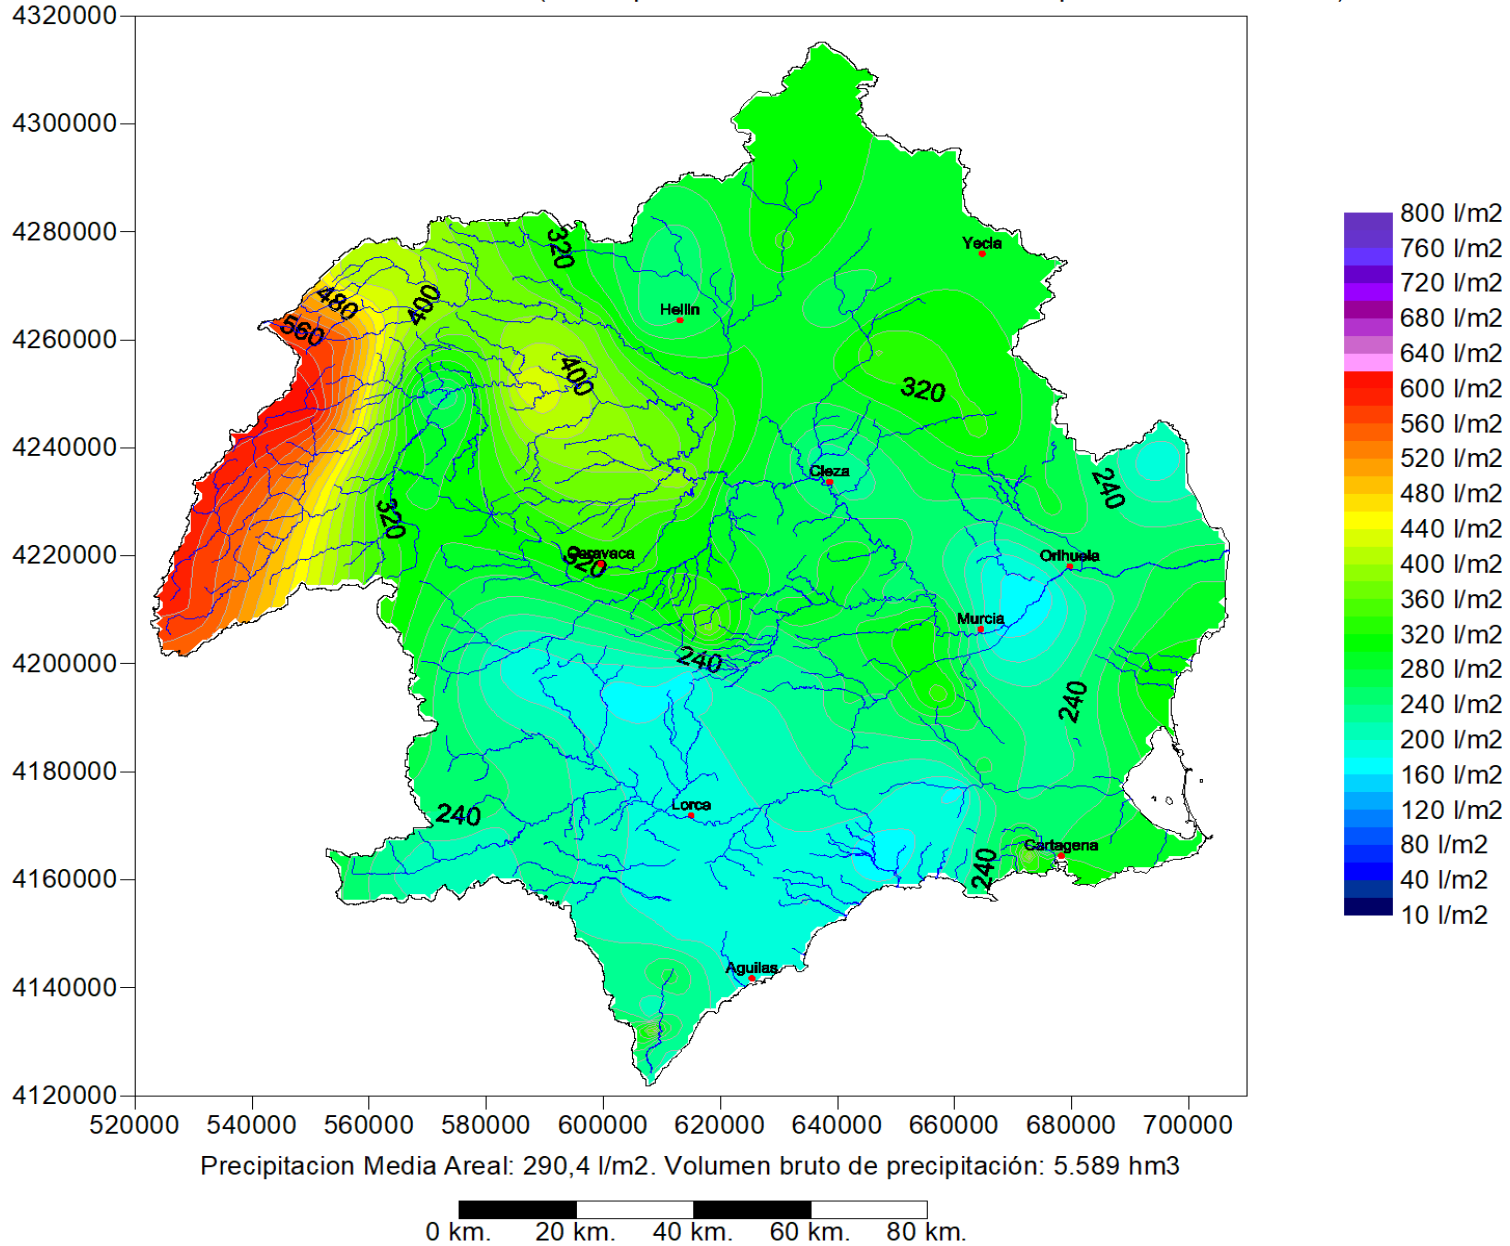 4320000
4300000
4280000
4260000
4240000
4220000
4200000
4180000
4160000
4140000
4120000
520000 540000 560000 580000 600000 620000 640000 660000 680000 700000
Yecla
320
Hellin
480
400
560
400
320
Cieza
240
320
Caravaca
320
Orihuela
Murcia
240
240
Lorca
240
Cartagena
240
Aguilas
800 l/m2
760 l/m2
720 l/m2
680 l/m2
640 l/m2
600 l/m2
560 l/m2
520 l/m2
480 l/m2
440 l/m2
400 l/m2
360 l/m2
320 l/m2
280 l/m2
240 l/m2
200 l/m2
160 l/m2
120 l/m2
80 l/m2
40 l/m2
10 l/m2
Precipitacion Media Areal: 290,4 l/m2. Volumen bruto de precipitación: 5.589 hm3
0 km. 20 km. 40 km. 60 km. 80 km.